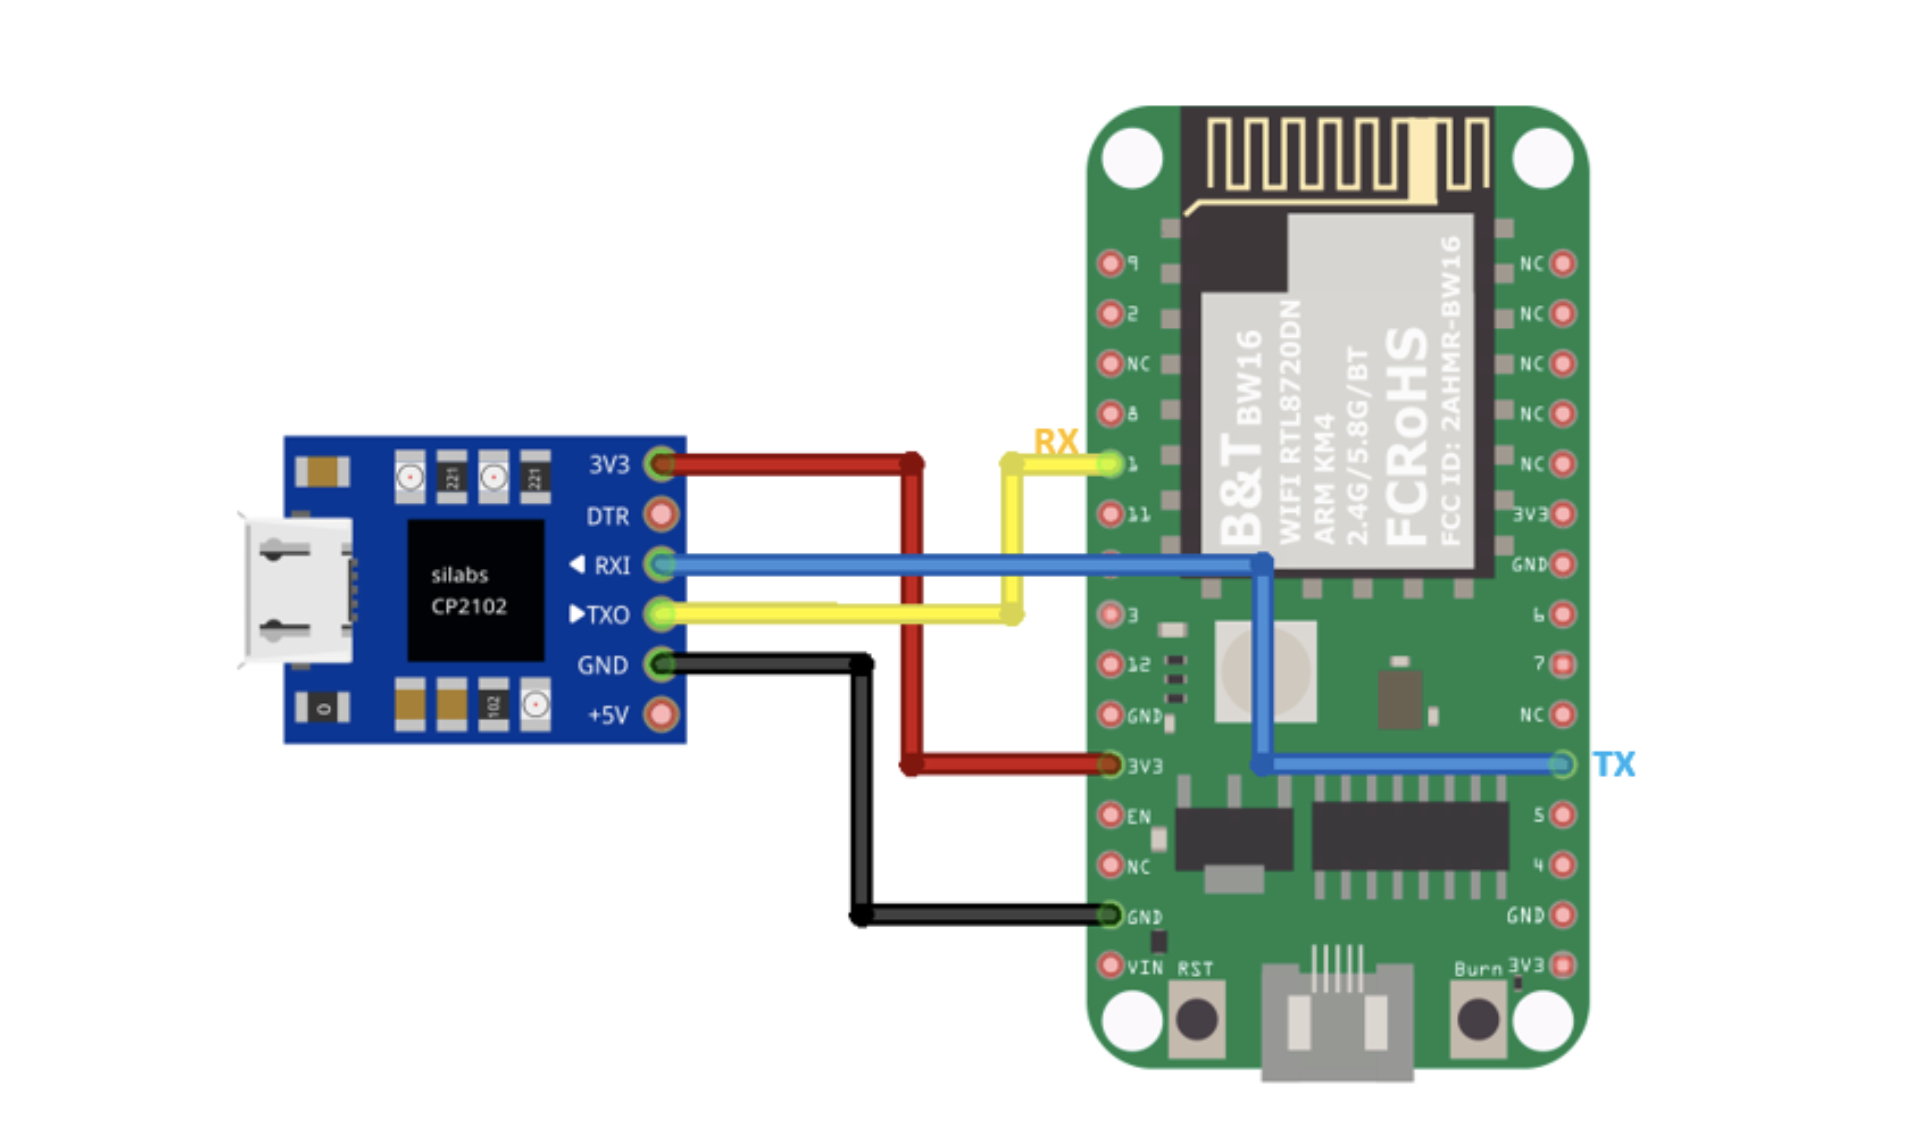 3V3
DTR
RXI
TXO
GND
+5V
silabs
CP2102
221
221
0
102
RX
9
2
NC
8
1
11
3
12
GND
3V3
EN
NC
GND
VIN
RST
B&T BW16
WIFI RTL8720DN
ARM KM4
2.4G/5.8G/BT
FCRoHS
FCC ID: 2AHMR-BW16
NC
NC
NC
NC
NC
3V3
GND
6
7
NC
TX
5
4
GND
3V3
Burn